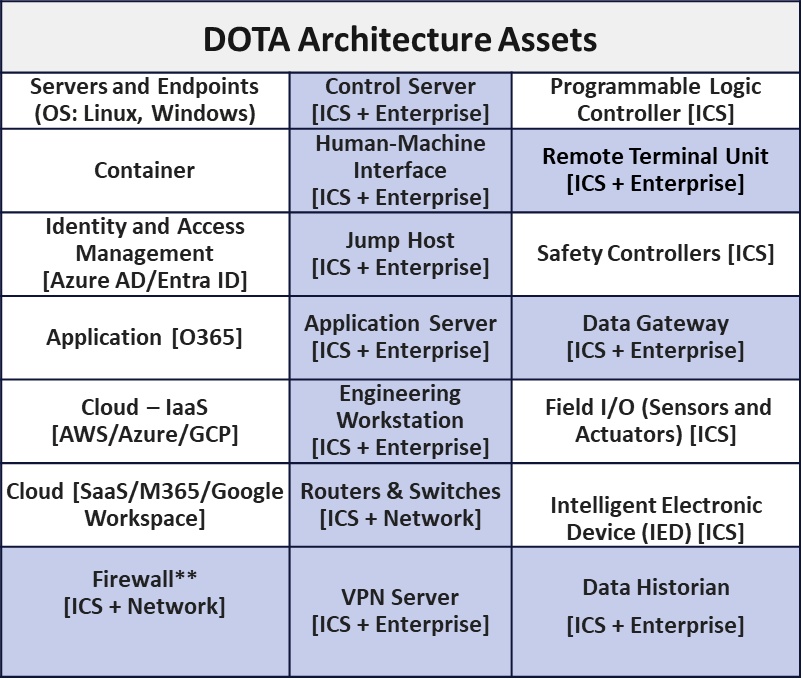 DOTA Architecture Assets
Servers and Endpoints
(OS: Linux, Windows)
Control Server
[ICS + Enterprise]
Programmable Logic
Controller [ICS]
Container
Human-Machine
Interface
[ICS + Enterprise]
Remote Terminal Unit
[ICS + Enterprise]
Identity and Access
Management
[Azure AD/Entra ID]
Jump Host
[ICS + Enterprise]
Safety Controllers [ICS]
Application [O365]
Application Server
[ICS + Enterprise]
Data Gateway
[ICS + Enterprise]
Cloud – IaaS
[AWS/Azure/GCP]
Engineering
Workstation
[ICS + Enterprise]
Field I/O (Sensors and
Actuators) [ICS]
Cloud [SaaS/M365/Google
Workspace]
Routers & Switches
[ICS + Network]
Intelligent Electronic
Device (IED) [ICS]
Firewall**
[ICS + Network]
VPN Server
[ICS + Enterprise]
Data Historian
[ICS + Enterprise]